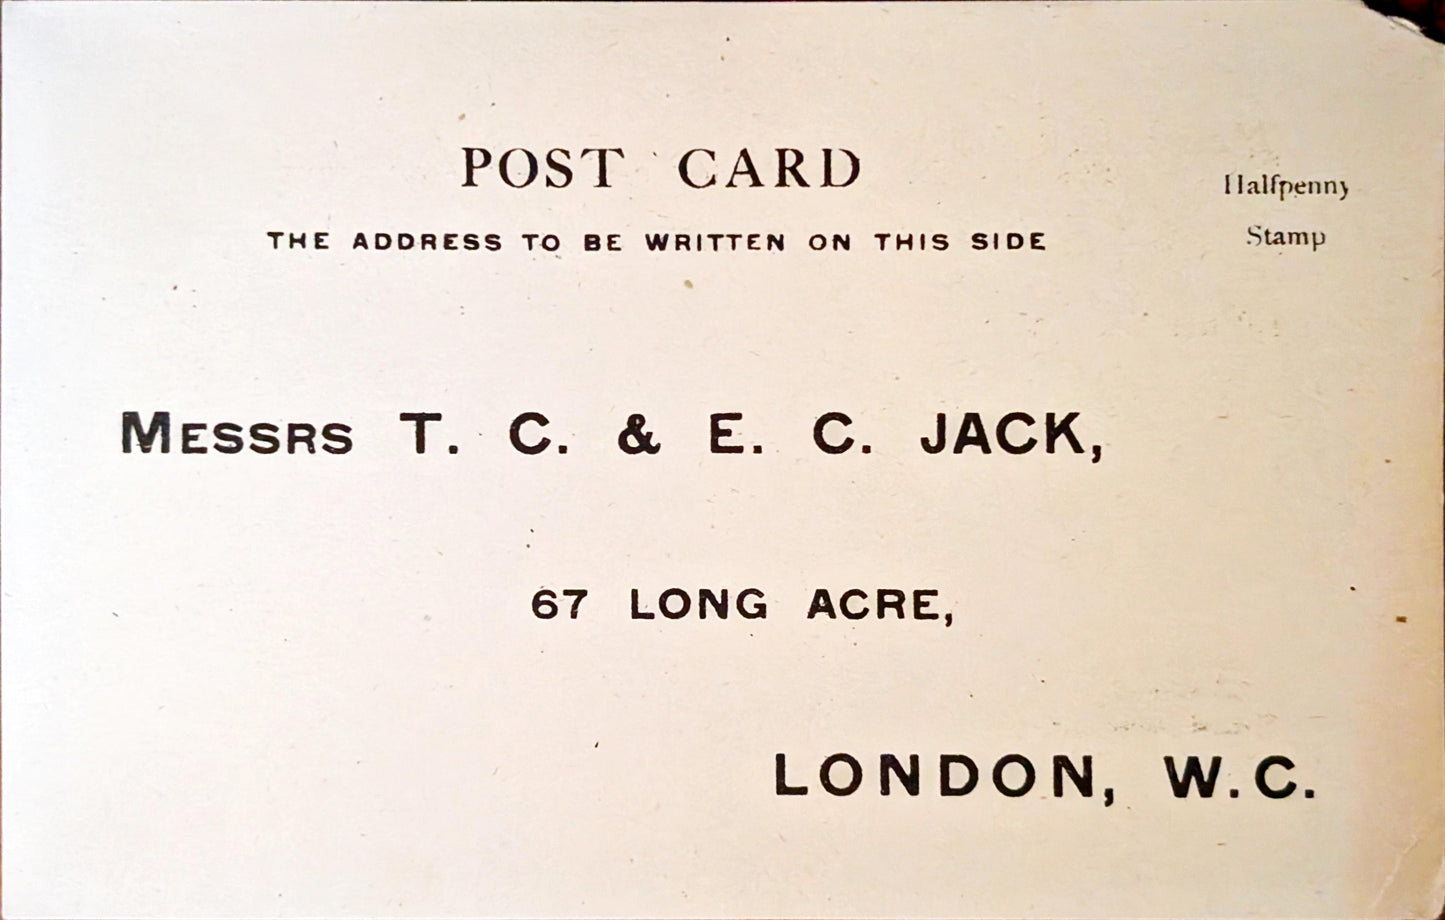 POST CARD
THE ADDRESS TO BE WRITTEN ON THIS SIDE
Halfpenny
Stamp
MESSRS T. C. & E. C. JACK,
67 LONG ACRE,
LONDON, W.C.